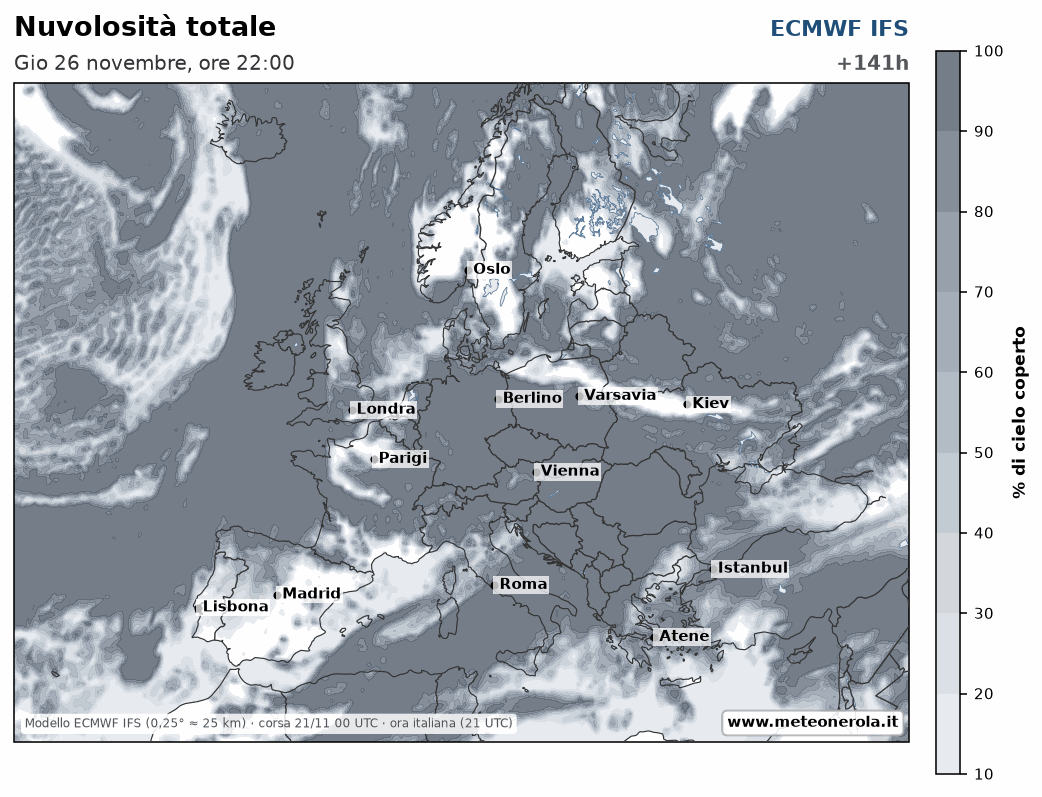 Nuvolosità totale
ECMWF IFS
Gio 26 novembre, ore 22:00
+141h
100
90
80
70
60
50
40
30
20
10
% di cielo coperto
Oslo
Berlino
Varsavia
Kiev
Londra
Parigi
Vienna
Istanbul
Roma
Madrid
Lisbona
Atene
Modello ECMWF IFS (0,25° ≈ 25 km) · corsa 21/11 00 UTC · ora italiana (21 UTC)
www.meteonerola.it